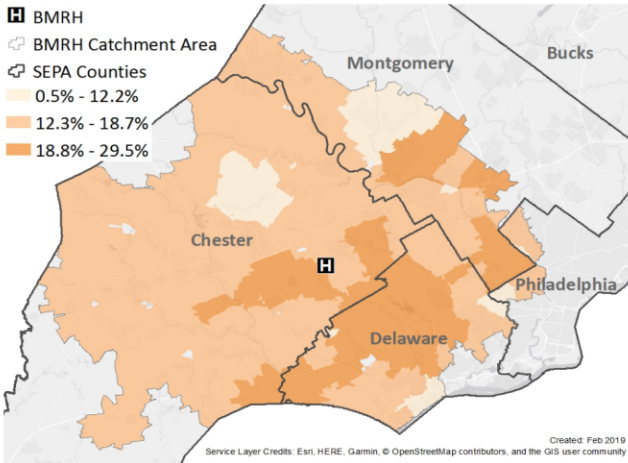 H BMRH
BMRH Catchment Area
SEPA Counties
0.5% - 12.2%
12.3% - 18.7%
18.8% - 29.5%
Montgomery
Bucks
Chester
H
Philadelphia
Delaware
Created: Feb 2019
Service Layer Credits: Esri, HERE, Garmin, © OpenStreetMap contributors, and the GIS user community